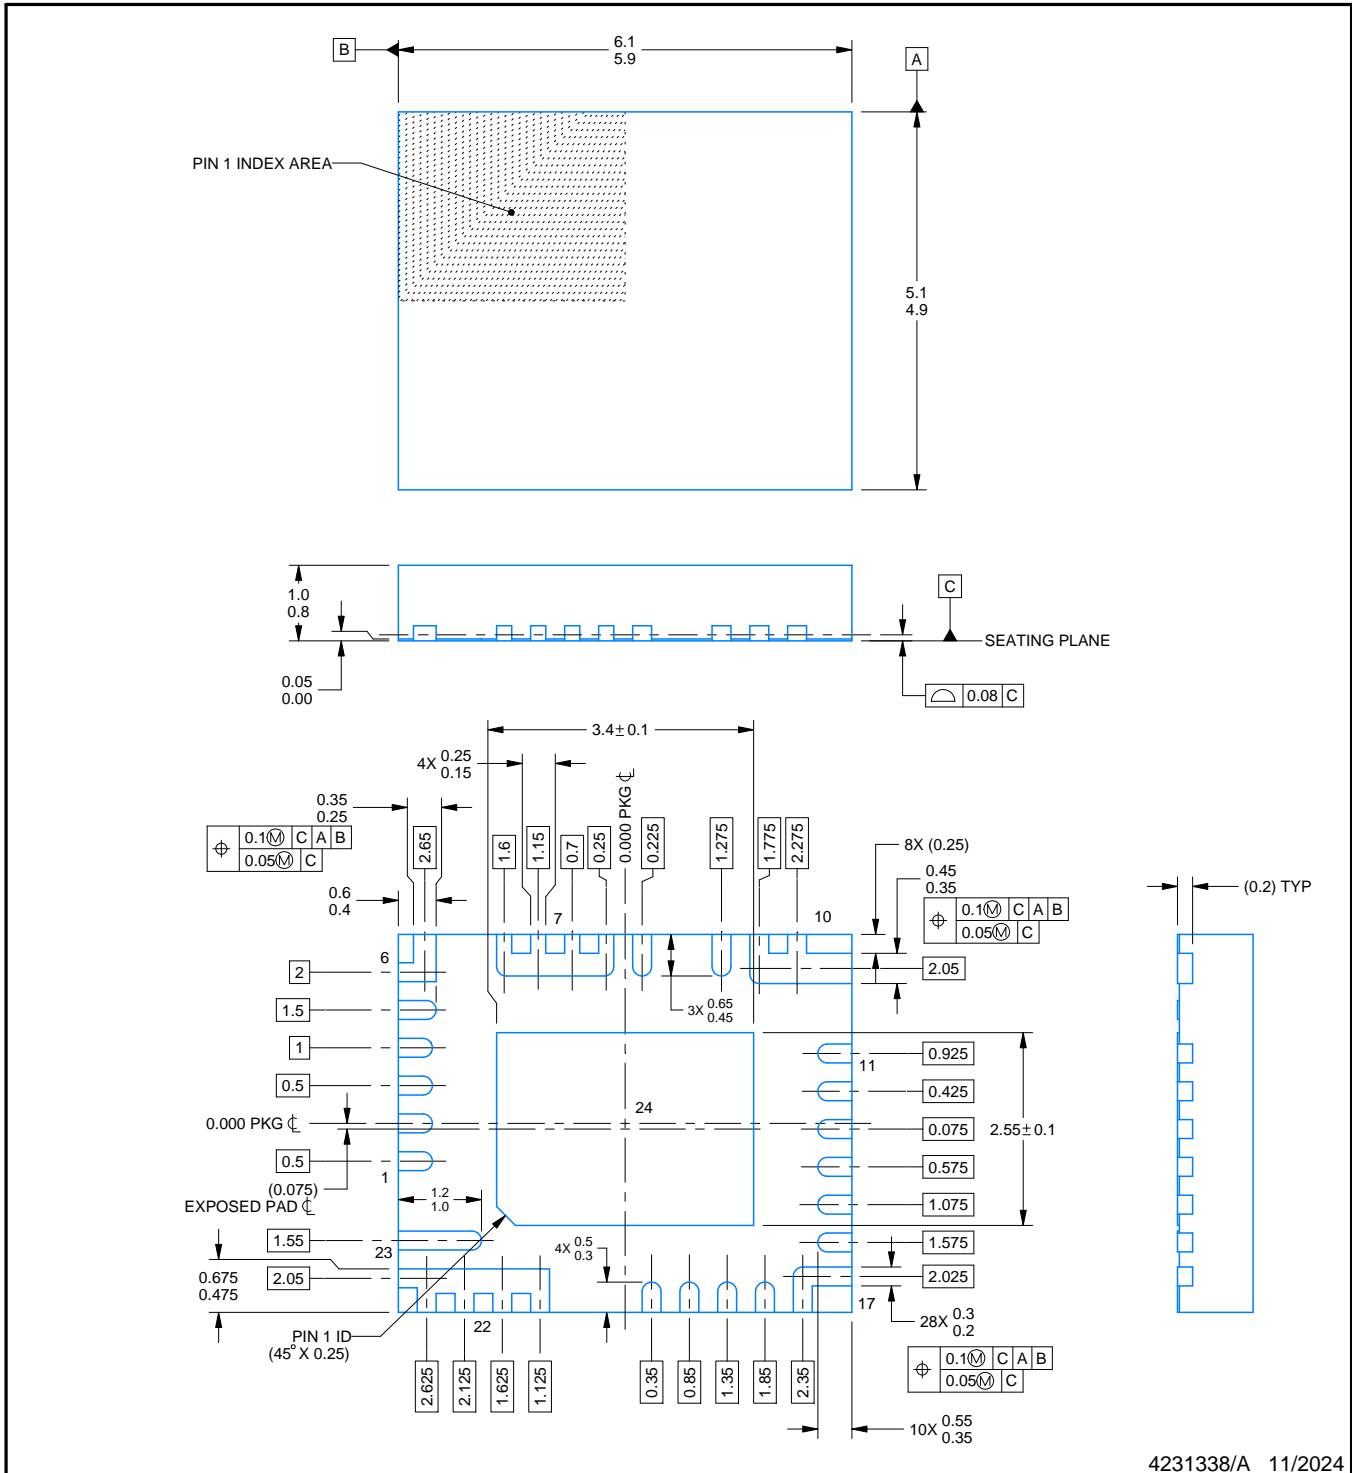 B
6.1
5.9
A
PIN 1 INDEX AREA
5.1
4.9
1.0
0.8
C
SEATING PLANE
0.05
0.00
0.08 C
3.4±0.1
4X 0.25
0.15
0.000 PKG ℄
0.35
0.25
0.1Ⓜ C A B
0.05Ⓜ C
2.65
1.6
1.15
0.7
0.25
0.225
1.275
1.775
2.275
8X (0.25)
0.45
0.35
0.1Ⓜ C A B
0.05Ⓜ C
(0.2) TYP
0.6
0.4
7
10
6
2
2.05
1.5
3X 0.65
0.45
1
0.925
11
0.5
0.425
24
0.000 PKG ℄
0.075
2.55±0.1
0.5
0.575
1
(0.075)
EXPOSED PAD ℄
1.2
1.0
1.075
1.55
23
4X 0.5
0.3
1.575
0.675
0.475
2.05
2.025
22
17
28X 0.3
0.2
PIN 1 ID
(45° X 0.25)
0.1Ⓜ C A B
0.05Ⓜ C
2.625
2.125
1.625
1.125
0.35
0.85
1.35
1.85
2.35
10X 0.55
0.35
4231338/A 11/2024